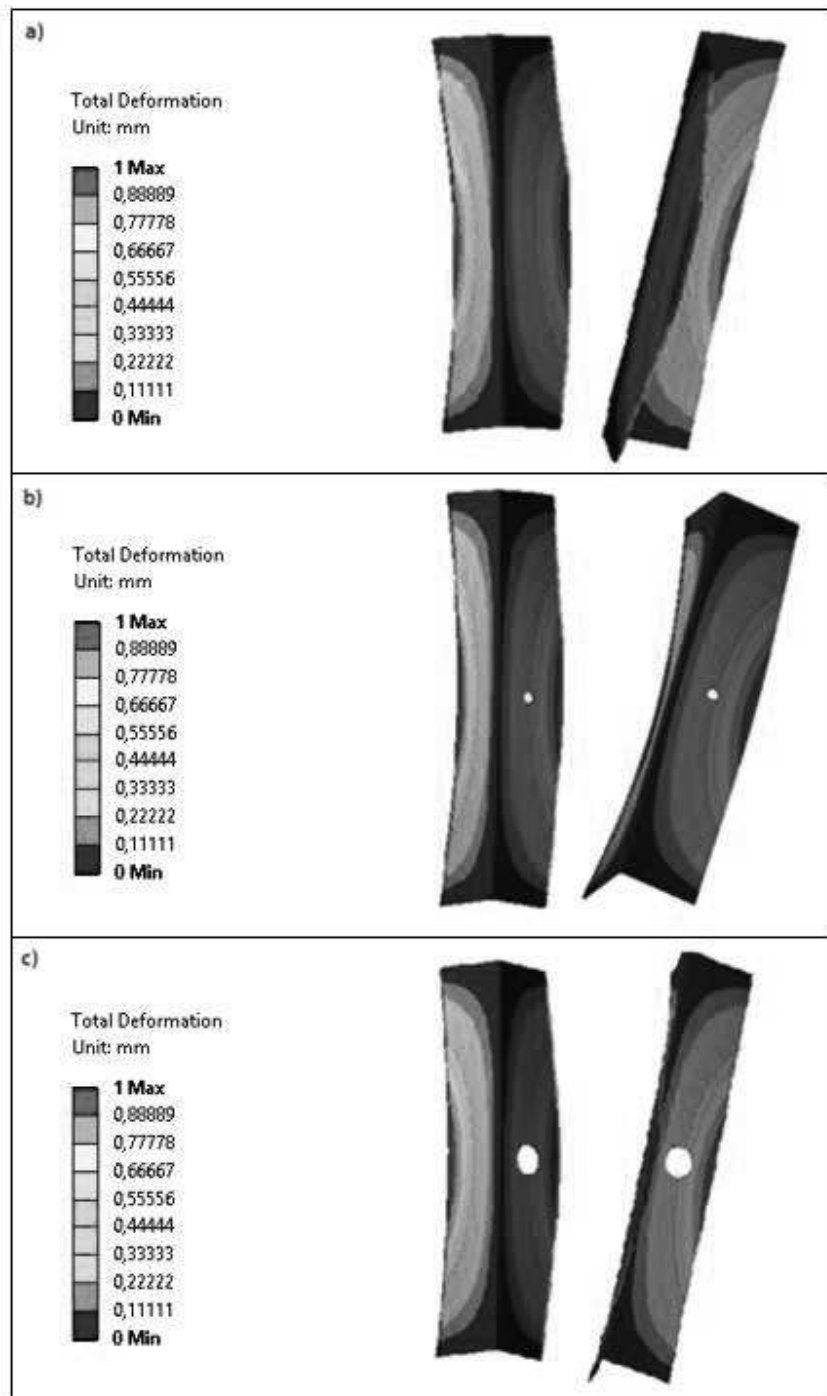 a)
Total Deformation
Unit: mm
1 Max
0,88889
0,77778
0,66667
0,55556
0,44444
0,33333
0,22222
0,11111
0 Min
b)
Total Deformation
Unit: mm
1 Max
0,88889
0,77778
0,66667
0,55556
0,44444
0,33333
0,22222
0,11111
0 Min
c)
Total Deformation
Unit: mm
1 Max
0,88889
0,77778
0,66667
0,55556
0,44444
0,33333
0,22222
0,11111
0 Min